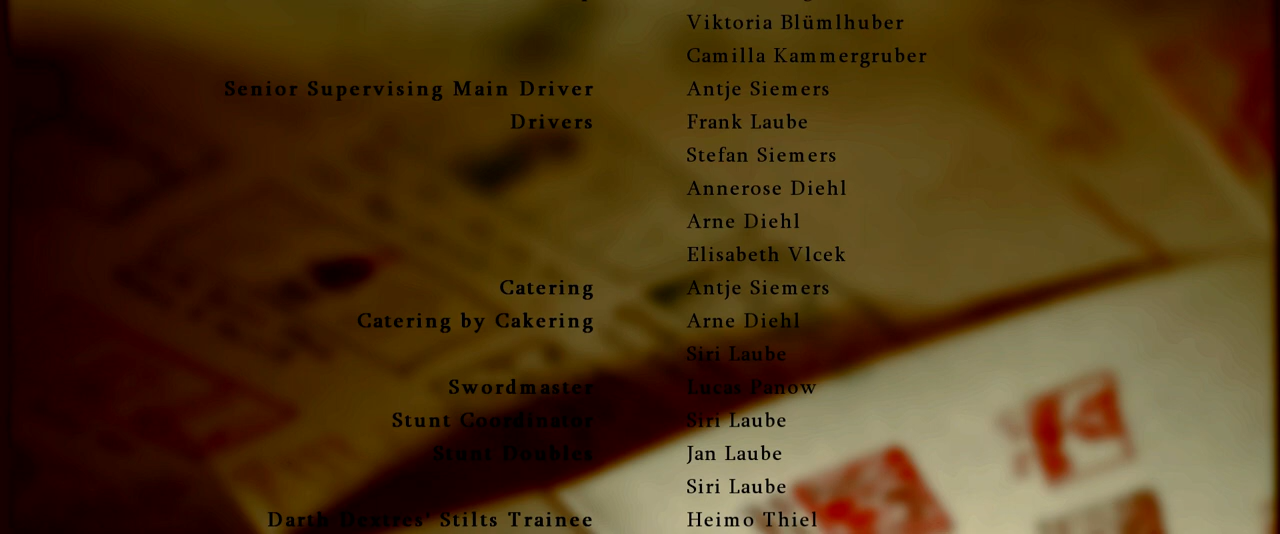 Viktoria Blümlhuber
Camilla Kammergruber
Senior Supervising Main Driver Antje Siemers
Drivers Frank Laube
Stefan Siemers
Annerose Diehl
Arne Diehl
Elisabeth Vlcek
Catering Antje Siemers
Catering by Cakering Arne Diehl
Siri Laube
Swordmaster Lucas Panow
Stunt Coordinator Siri Laube
Stunt Doubles Jan Laube
Siri Laube
Darth Dextres' Stilts Trainee Heimo Thiel